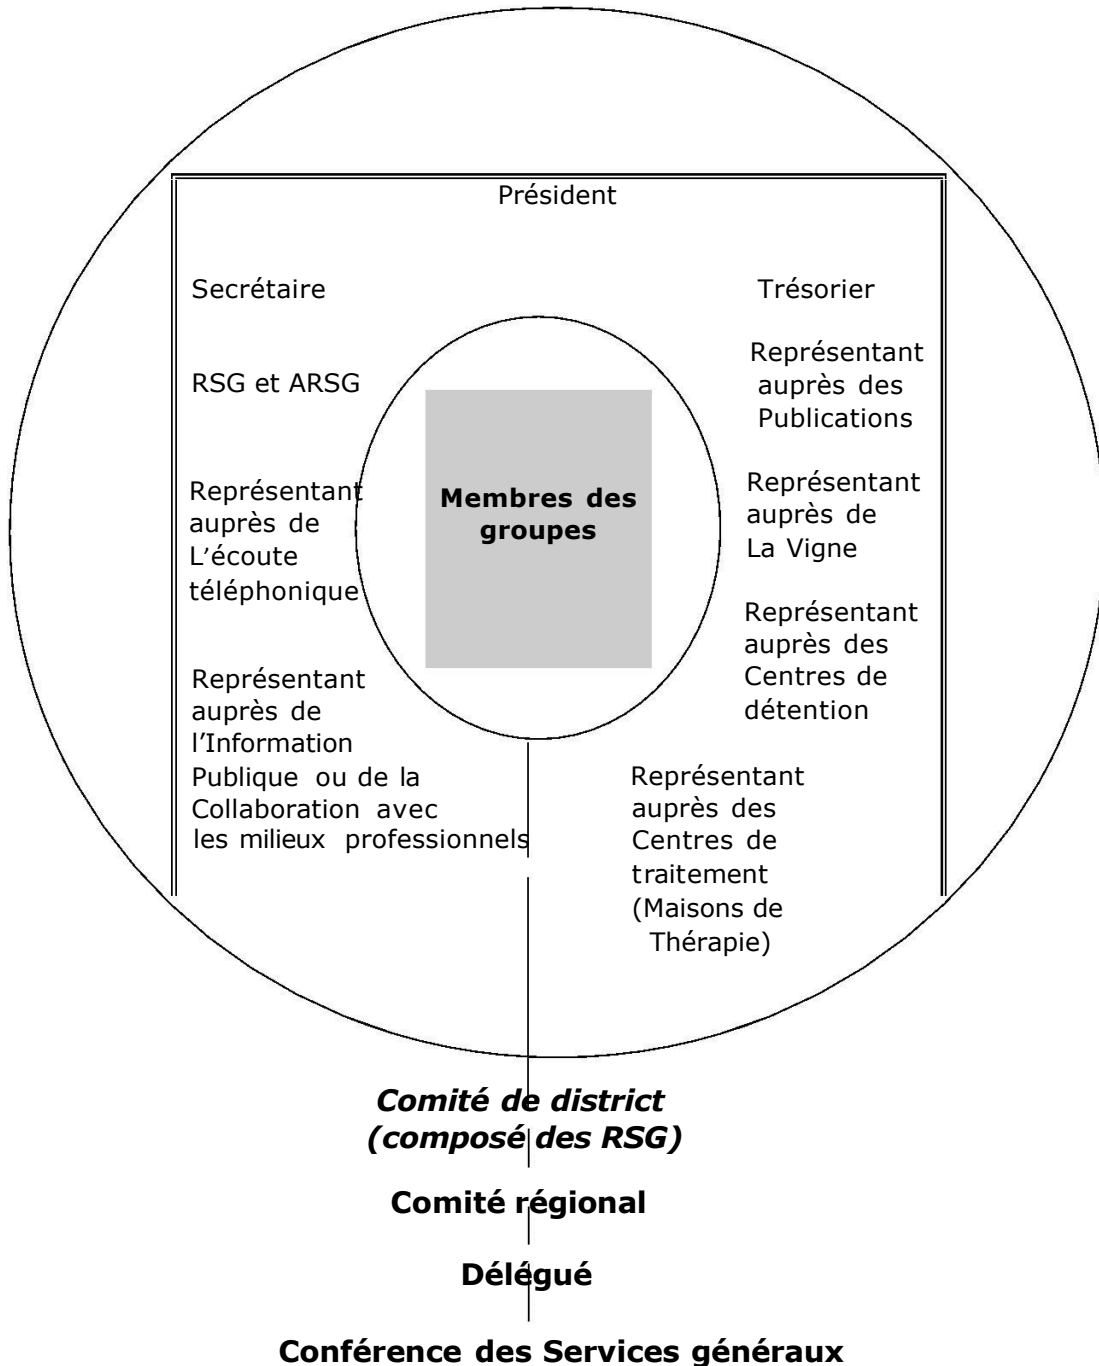 Président
Secrétaire
Trésorier
RSG et ARSG
Représentant
auprès des
Publications
Membres des
groupes
Représentant
auprès de
L'écoute
téléphonique
Représentant
auprès de
La Vigne
Représentant
auprès des
Centres de
détention
Représentant
auprès de
l'Information
Publique ou de la
Collaboration avec
les milieux professionnels
Représentant
auprès des
Centres de
traitement
(Maisons de
Thérapie)
Comité de district
(composé des RSG)
Comité régional
Délégué
Conférence des Services généraux